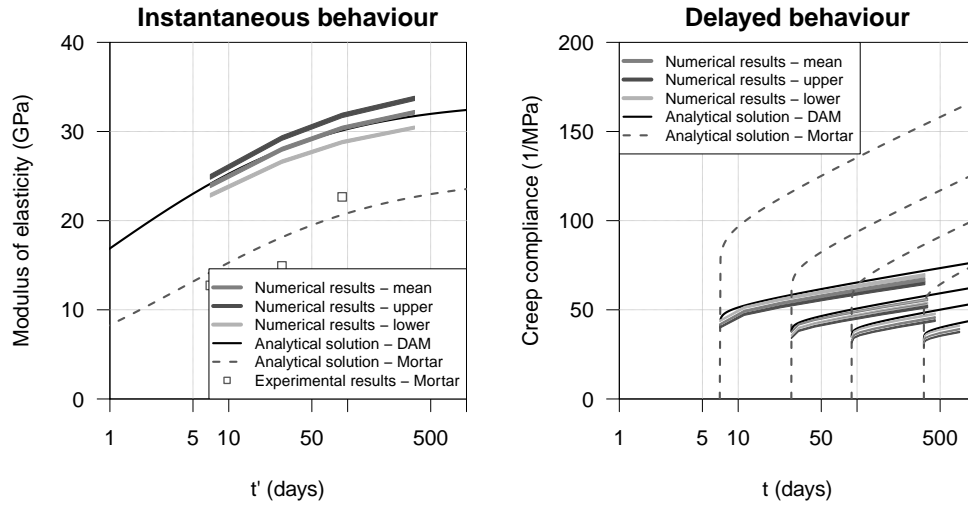 Instantaneous behaviour
Modulus of elasticity (GPa)
40
30
20
10
0
Numerical results – mean
Numerical results – upper
Numerical results – lower
Analytical solution – DAM
Analytical solution – Mortar
Experimental results – Mortar
1 5 10 50 500
t' (days)
Delayed behaviour
Creep compliance (1/MPa)
200
150
100
50
0
Numerical results – mean
Numerical results – upper
Numerical results – lower
Analytical solution – DAM
Analytical solution – Mortar
1 5 10 50 500
t (days)